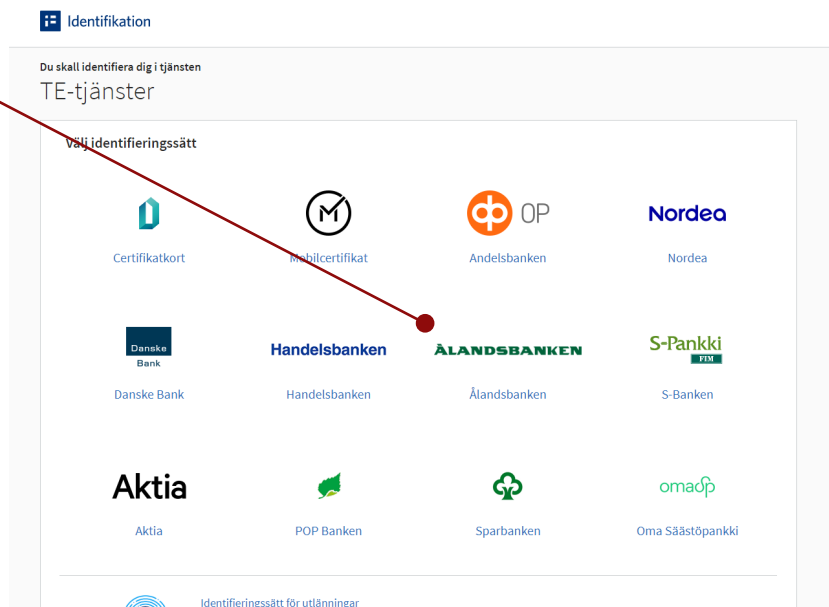 Identifikation
Du skall identifiera dig i tjänsten
TE-tjänster
Välj identifieringssätt
OP
Nordea
Certifikatkort
Mobilcertifikat
Andelsbanken
Nordea
Danske
Bank
Handelsbanken
ÅLANDSBANKEN
S-Pankki
FIM
Danske Bank
Handelsbanken
Ålandsbanken
S-Banken
Aktia
omasp
Aktia
POP Banken
Sparbanken
Oma Säästöpankki
Identifieringssätt för utlänningar